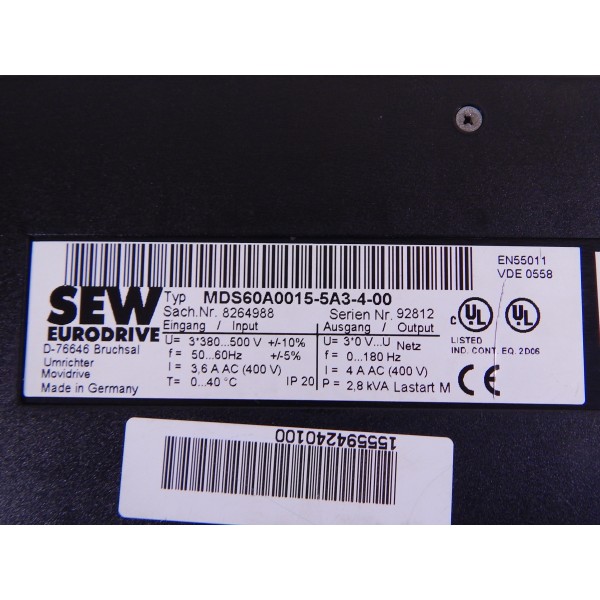 EN55011
VDE 0558
SEW
EURODRIVE
D-76646 Bruchsal
Umrichter
Movidrive
Made in Germany
Typ MDS60A0015-5A3-4-00
Sach.Nr. 8264988 Serien Nr. 92812
Eingang / Input Ausgang / Output
U= 3*380...500 V +/-10% U= 3*0 V...U Netz
f = 50...60Hz +/-5% f = 0...180 Hz
I = 3,6 A AC (400 V) I = 4 A AC (400 V)
T= 0...40 °C IP 20 P = 2,8 kVA Lastart M
c UL UL
LISTED
IND. CONT. EQ. 2D06
CE
1555942401000